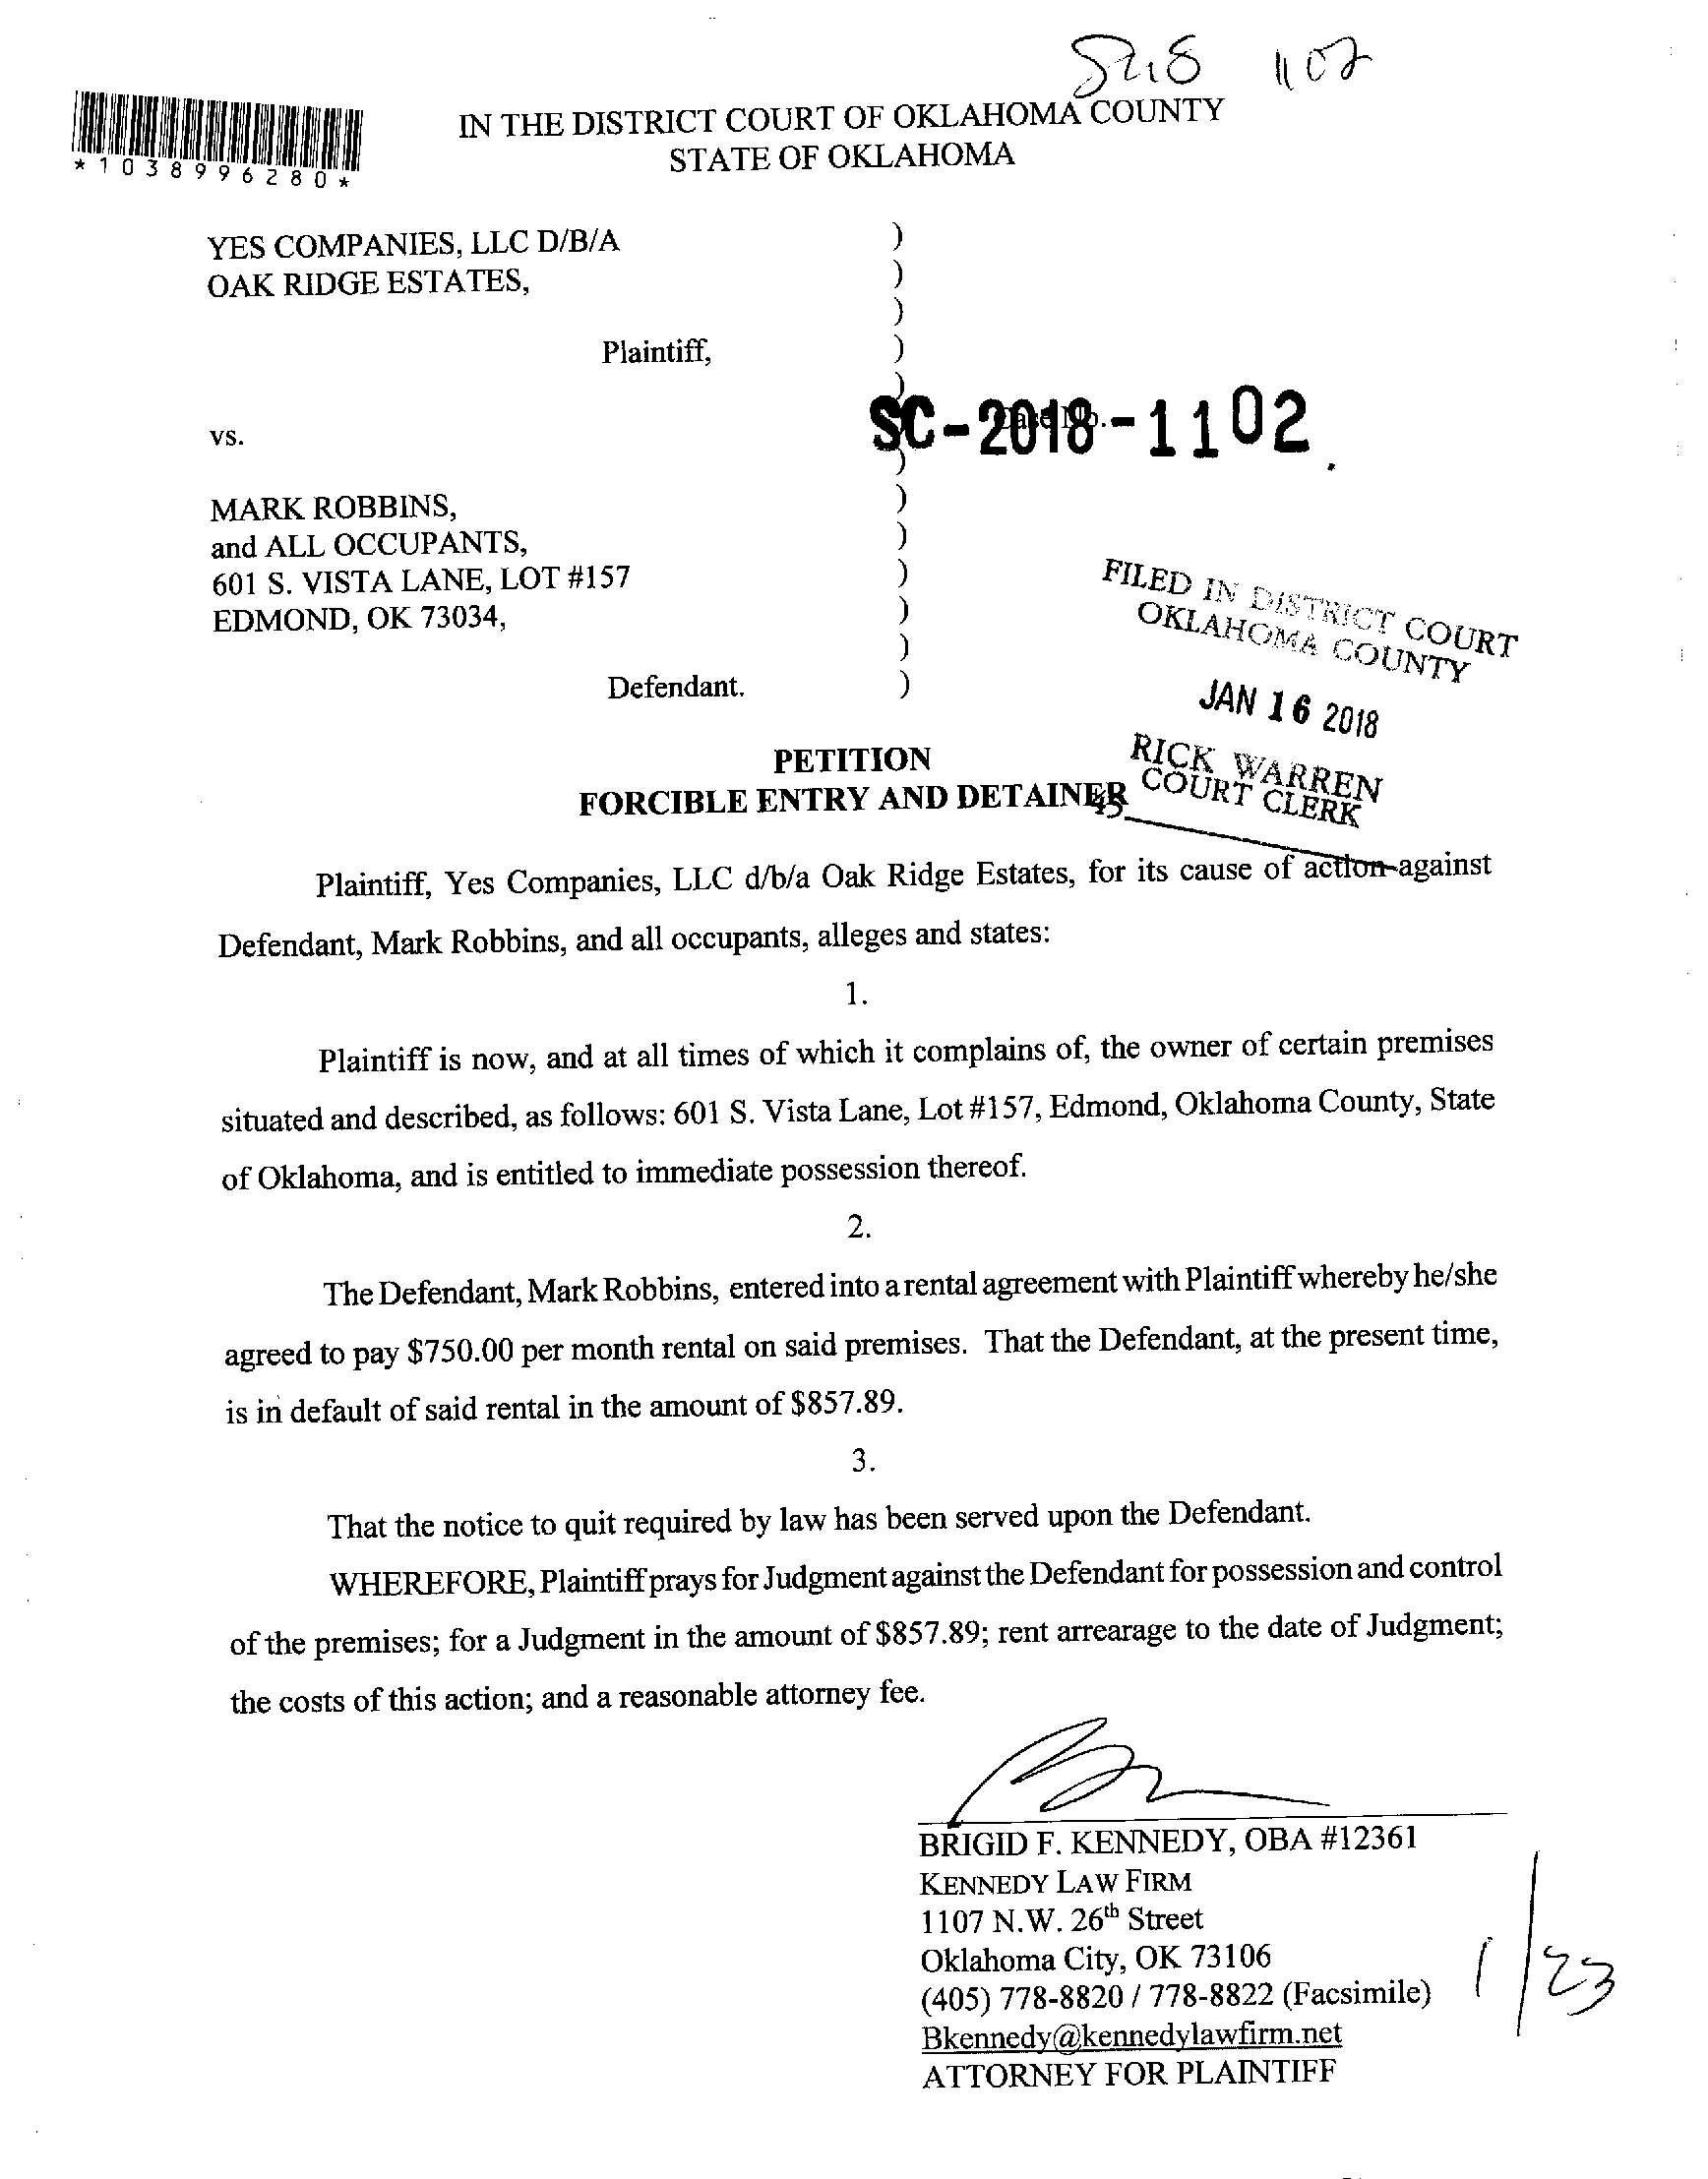 1102
*1038996280*
IN THE DISTRICT COURT OF OKLAHOMA COUNTY
STATE OF OKLAHOMA
YES COMPANIES, LLC D/B/A )
OAK RIDGE ESTATES, )
)
Plaintiff, )
)
vs. SC-2018-1102
)
MARK ROBBINS, )
and ALL OCCUPANTS, )
601 S. VISTA LANE, LOT #157 )
EDMOND, OK 73034, )
)
Defendant. )
FILED IN DISTRICT COURT
OKLAHOMA COUNTY
JAN 16 2018
RICK WARREN
COURT CLERK
45
PETITION
FORCIBLE ENTRY AND DETAINER
Plaintiff, Yes Companies, LLC d/b/a Oak Ridge Estates, for its cause of action against
Defendant, Mark Robbins, and all occupants, alleges and states:
1.
Plaintiff is now, and at all times of which it complains of, the owner of certain premises
situated and described, as follows: 601 S. Vista Lane, Lot #157, Edmond, Oklahoma County, State
of Oklahoma, and is entitled to immediate possession thereof.
2.
The Defendant, Mark Robbins, entered into a rental agreement with Plaintiff whereby he/she
agreed to pay $750.00 per month rental on said premises. That the Defendant, at the present time,
is in default of said rental in the amount of $857.89.
3.
That the notice to quit required by law has been served upon the Defendant.
WHEREFORE, Plaintiff prays for Judgment against the Defendant for possession and control
of the premises; for a Judgment in the amount of $857.89; rent arrearage to the date of Judgment;
the costs of this action; and a reasonable attorney fee.
BRIGID F. KENNEDY, OBA #12361
KENNEDY LAW FIRM
1107 N.W. 26th Street
Oklahoma City, OK 73106
(405) 778-8820 / 778-8822 (Facsimile)
Bkennedy@kennedylawfirm.net
ATTORNEY FOR PLAINTIFF
1/23